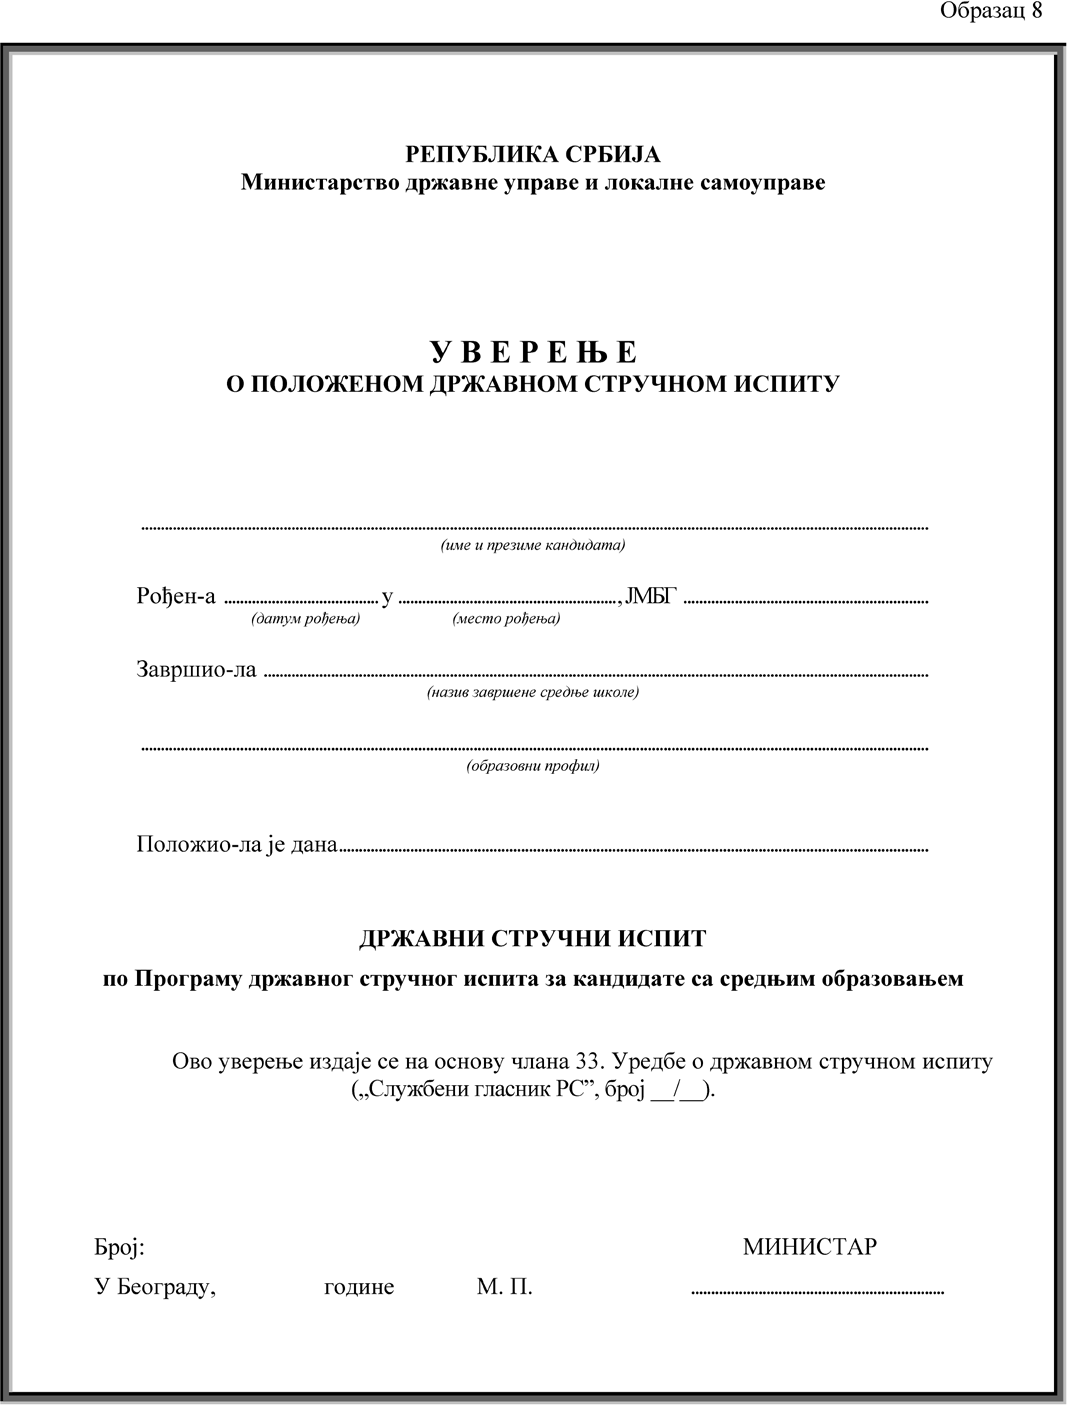 Образац 8
РЕПУБЛИКА СРБИЈА
Министарство државне управе и локалне самоуправе
У В Е Р Е Њ Е
О ПОЛОЖЕНОМ ДРЖАВНОМ СТРУЧНОМ ИСПИТУ
(име и презиме кандидата)
Рођен-а ........................ у ........................, ЈМБГ ........................
(датум рођења) (место рођења)
Завршио-ла ........................
(назив завршене средње школе)
(образовни профил)
Положио-ла је дана........................
ДРЖАВНИ СТРУЧНИ ИСПИТ
по Програму државног стручног испита за кандидате са средњим образовањем
Ово уверење издаје се на основу члана 33. Уредбе о државном стручном испиту
(„Службени гласник РС”, број __/__).
Број: МИНИСТАР
У Београду, године М. П. ........................